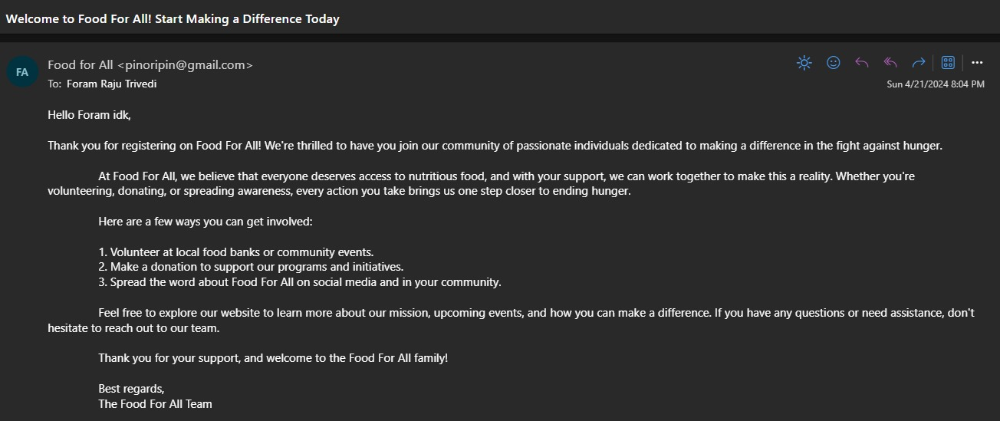 Welcome to Food For All! Start Making a Difference Today
FA
Food for All <pinoripin@gmail.com>
To: Foram Raju Trivedi
Sun 4/21/2024 8:04 PM
Hello Foram idk,
Thank you for registering on Food For All! We're thrilled to have you join our community of passionate individuals dedicated to making a difference in the fight against hunger.
At Food For All, we believe that everyone deserves access to nutritious food, and with your support, we can work together to make this a reality. Whether you're
volunteering, donating, or spreading awareness, every action you take brings us one step closer to ending hunger.
Here are a few ways you can get involved:
1. Volunteer at local food banks or community events.
2. Make a donation to support our programs and initiatives.
3. Spread the word about Food For All on social media and in your community.
Feel free to explore our website to learn more about our mission, upcoming events, and how you can make a difference. If you have any questions or need assistance, don't
hesitate to reach out to our team.
Thank you for your support, and welcome to the Food For All family!
Best regards,
The Food For All Team